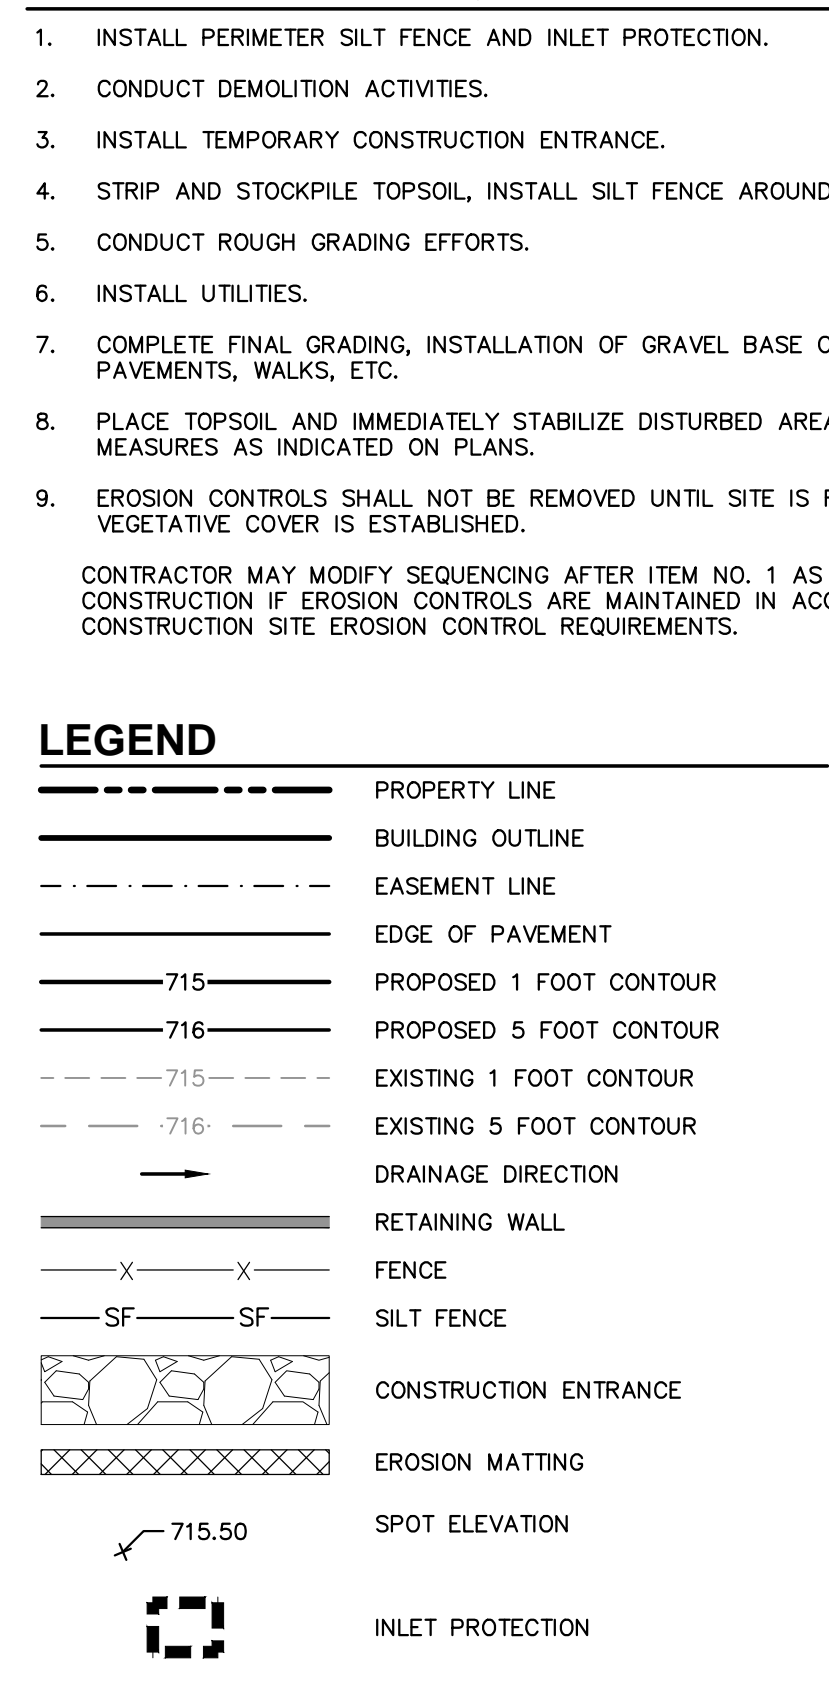 1. INSTALL PERIMETER SILT FENCE AND INLET PROTECTION.
2. CONDUCT DEMOLITION ACTIVITIES.
3. INSTALL TEMPORARY CONSTRUCTION ENTRANCE.
4. STRIP AND STOCKPILE TOPSOIL, INSTALL SILT FENCE AROUND
5. CONDUCT ROUGH GRADING EFFORTS.
6. INSTALL UTILITIES.
7. COMPLETE FINAL GRADING, INSTALLATION OF GRAVEL BASE
PAVEMENTS, WALKS, ETC.
8. PLACE TOPSOIL AND IMMEDIATELY STABILIZE DISTURBED
MEASURES AS INDICATED ON PLANS.
9. EROSION CONTROLS SHALL NOT BE REMOVED UNTIL SITE IS
VEGETATIVE COVER IS ESTABLISHED.
CONTRACTOR MAY MODIFY SEQUENCING AFTER ITEM NO. 1 AS
CONSTRUCTION IF EROSION CONTROLS ARE MAINTAINED IN
CONSTRUCTION SITE EROSION CONTROL REQUIREMENTS.
LEGEND
PROPERTY LINE
BUILDING OUTLINE
EASEMENT LINE
EDGE OF PAVEMENT
715 PROPOSED 1 FOOT CONTOUR
716 PROPOSED 5 FOOT CONTOUR
715 EXISTING 1 FOOT CONTOUR
716 EXISTING 5 FOOT CONTOUR
DRAINAGE DIRECTION
RETAINING WALL
X X FENCE
SF SF SILT FENCE
CONSTRUCTION ENTRANCE
EROSION MATTING
715.50 SPOT ELEVATION
INLET PROTECTION